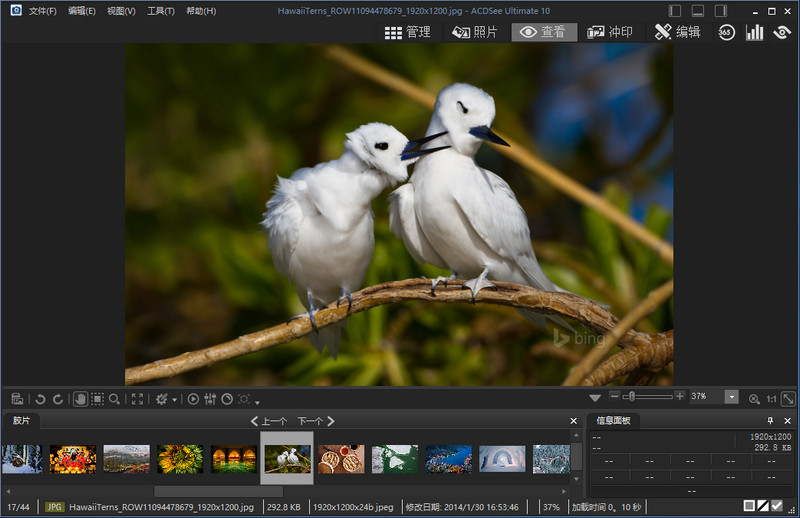 文件(F) 编辑(E) 视图(V) 工具(T) 帮助(H) HawaiiTerns_ROW11094478679_1920x1200.jpg - ACDSee Ultimate 10
管理 照片 查看 冲印 编辑 365
bing
37% 1:1
胶片 上一个 下一个 信息面板
-- 1920x1200
-- 292.8 KB
-- -- -- -- --
-- -- -- -- --
--
17/44 JPG HawaiiTerns_ROW11094478679_1920x1200.jpg 292.8 KB 1920x1200x24b jpeg 修改日期: 2014/1/30 16:53:46 37% 加载时间 0。10 秒